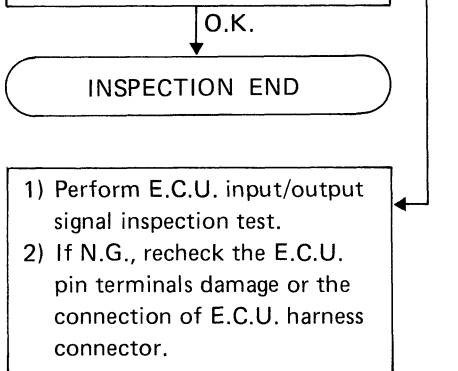 O.K.
INSPECTION END
1) Perform E.C.U. input/output
signal inspection test.
2) If N.G., recheck the E.C.U.
pin terminals damage or the
connection of E.C.U. harness
connector.